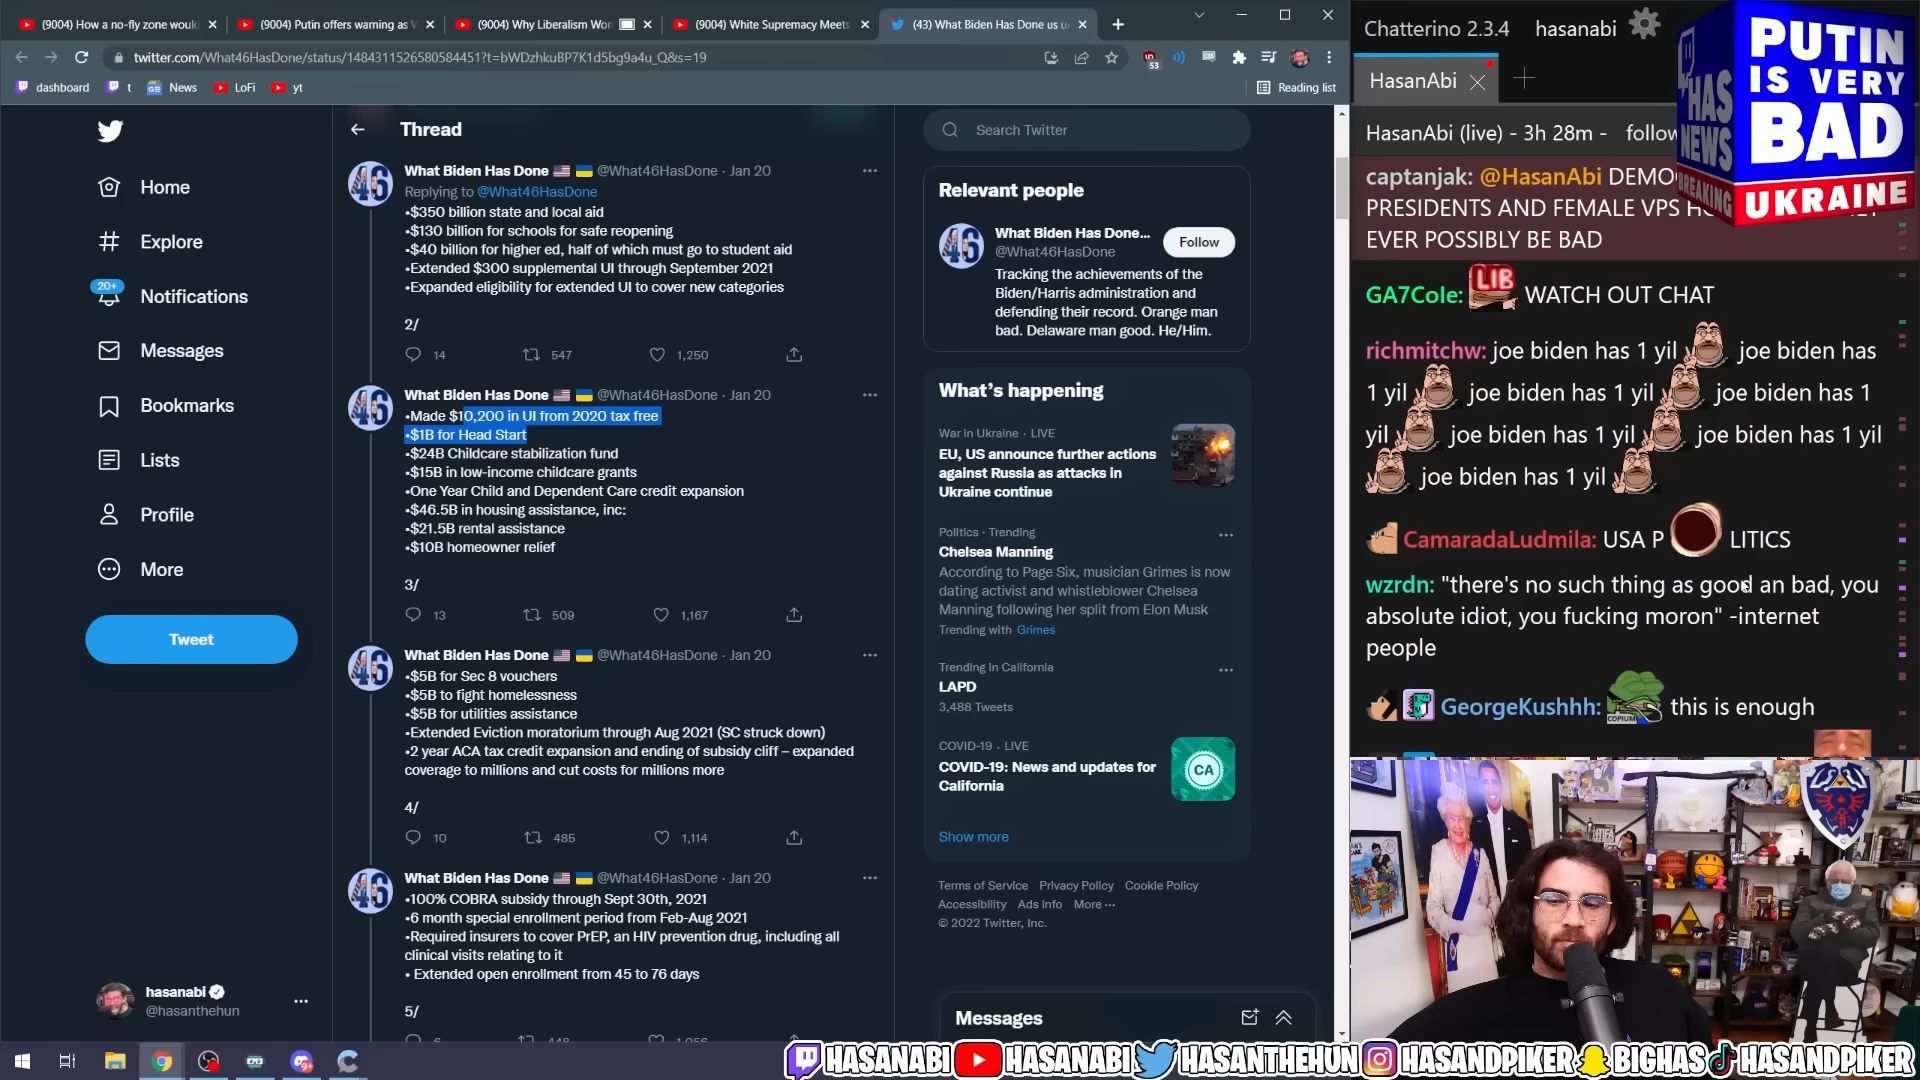 (9004) How a no-fly zone would
(9004) Putin offers warning as W
(9004) Why Liberalism Wor
(9004) White Supremacy Meets
(43) What Biden Has Done us u
twitter.com/What46HasDone/status/1484311526580584451?t=bWDzhkuBP7K1d5bg9a4u_Q&s=19
53
dashboard
t
News
LoFi
yt
Reading list
Home
Explore
20+
Notifications
Messages
Bookmarks
Lists
Profile
More
Tweet
hasanabi
@hasanthehun
Thread
What Biden Has Done 🇺🇸 🇺🇦 @What46HasDone · Jan 20
Replying to @What46HasDone
•$350 billion state and local aid
•$130 billion for schools for safe reopening
•$40 billion for higher ed, half of which must go to student aid
•Extended $300 supplemental UI through September 2021
•Expanded eligibility for extended UI to cover new categories
2/
14 547 1,250
What Biden Has Done 🇺🇸 🇺🇦 @What46HasDone · Jan 20
•Made $10,200 in UI from 2020 tax free
•$1B for Head Start
•$24B Childcare stabilization fund
•$15B in low-income childcare grants
•One Year Child and Dependent Care credit expansion
•$46.5B in housing assistance, inc:
•$21.5B rental assistance
•$10B homeowner relief
3/
13 509 1,167
What Biden Has Done 🇺🇸 🇺🇦 @What46HasDone · Jan 20
•$5B for Sec 8 vouchers
•$5B to fight homelessness
•$5B for utilities assistance
•Extended Eviction moratorium through Aug 2021 (SC struck down)
•2 year ACA tax credit expansion and ending of subsidy cliff – expanded
coverage to millions and cut costs for millions more
4/
10 485 1,114
What Biden Has Done 🇺🇸 🇺🇦 @What46HasDone · Jan 20
•100% COBRA subsidy through Sept 30th, 2021
•6 month special enrollment period from Feb-Aug 2021
•Required insurers to cover PrEP, an HIV prevention drug, including all
clinical visits relating to it
• Extended open enrollment from 45 to 76 days
5/
Search Twitter
Relevant people
What Biden Has Done...
@What46HasDone
Follow
Tracking the achievements of the
Biden/Harris administration and
defending their record. Orange man
bad. Delaware man good. He/Him.
What's happening
War in Ukraine · LIVE
EU, US announce further actions
against Russia as attacks in
Ukraine continue
Politics · Trending
Chelsea Manning
According to Page Six, musician Grimes is now
dating activist and whistleblower Chelsea
Manning following her split from Elon Musk
Trending with Grimes
Trending in California
LAPD
3,488 Tweets
COVID-19 · LIVE
COVID-19: News and updates for
California
CA
Show more
Terms of Service Privacy Policy Cookie Policy
Accessibility Ads Info More ···
© 2022 Twitter, Inc.
Messages
Chatterino 2.3.4 hasanabi
HasanAbi
HasanAbi (live) - 3h 28m - follow
PUTIN
IS VERY
BAD
UKRAINE
HAS
NEWS
BREAKING
captanjak: @HasanAbi DEMO
PRESIDENTS AND FEMALE VPS H
EVER POSSIBLY BE BAD
GA7Cole: LIB WATCH OUT CHAT
richmitchw: joe biden has 1 yil joe biden has
1 yil joe biden has 1 yil joe biden has 1
yil joe biden has 1 yil joe biden has 1 yil
joe biden has 1 yil
CamaradaLudmila: USA P LITICS
wzrdn: "there's no such thing as good an bad, you
absolute idiot, you fucking moron" -internet
people
GeorgeKushhh: COPIUM this is enough
HASANABI HASANABI HASANTHEHUN HASANDPIKER BIGHAS HASANDPIKER